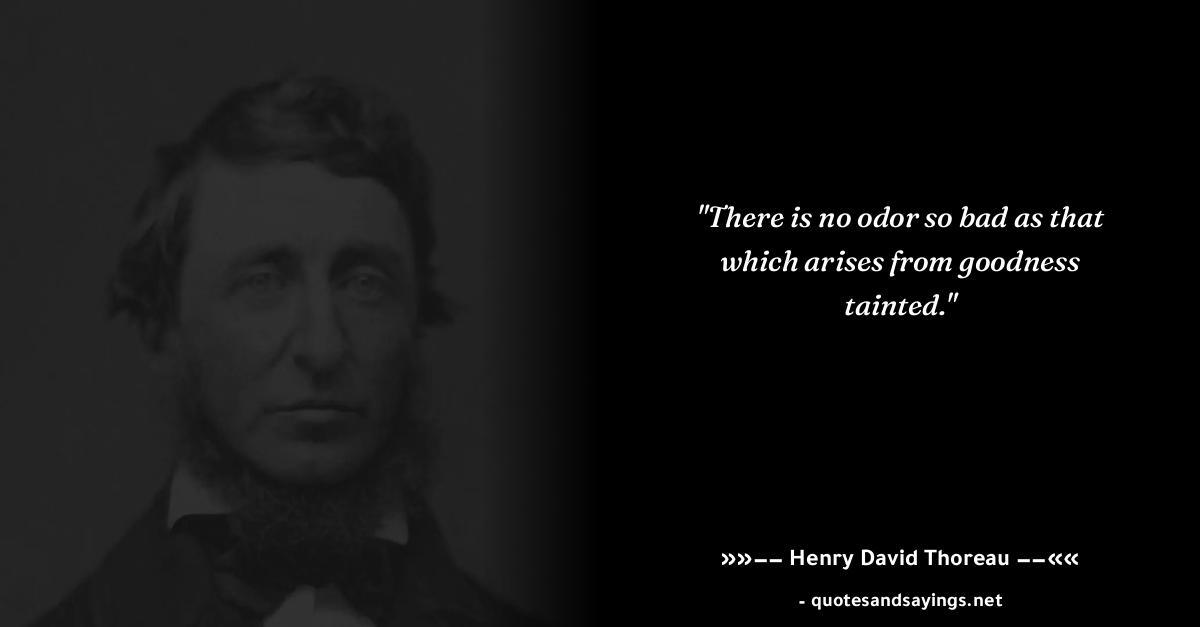 "There is no odor so bad as that
which arises from goodness
tainted."
»»−− Henry David Thoreau −−««
- quotesandsayings.net